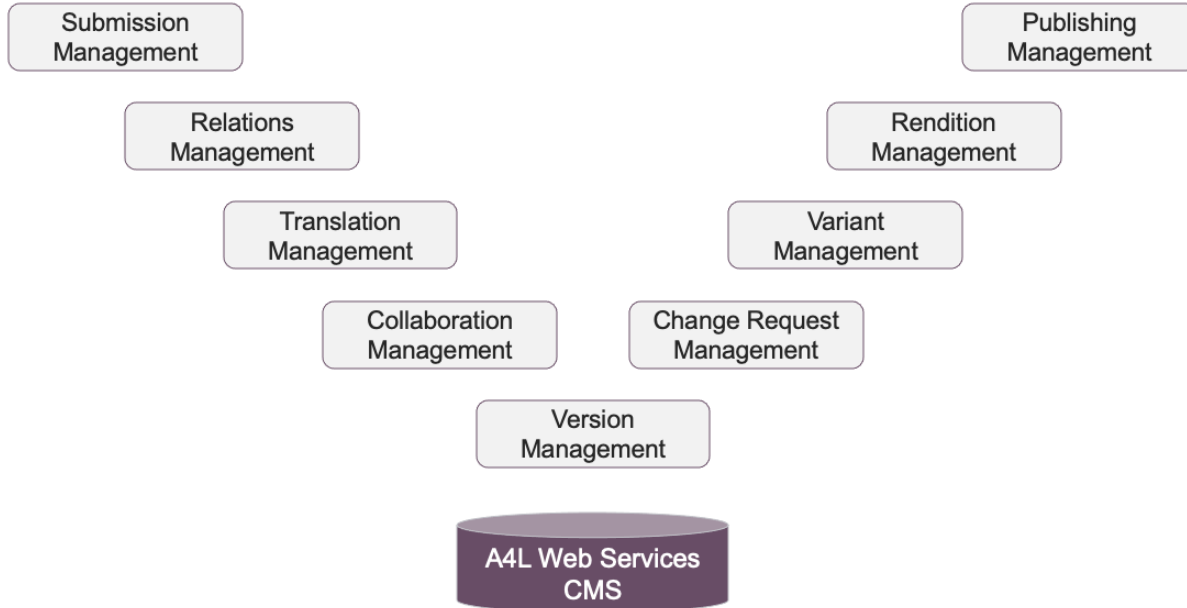 Submission
Management
Publishing
Management
Relations
Management
Rendition
Management
Translation
Management
Variant
Management
Collaboration
Management
Change Request
Management
Version
Management
A4L Web Services
CMS